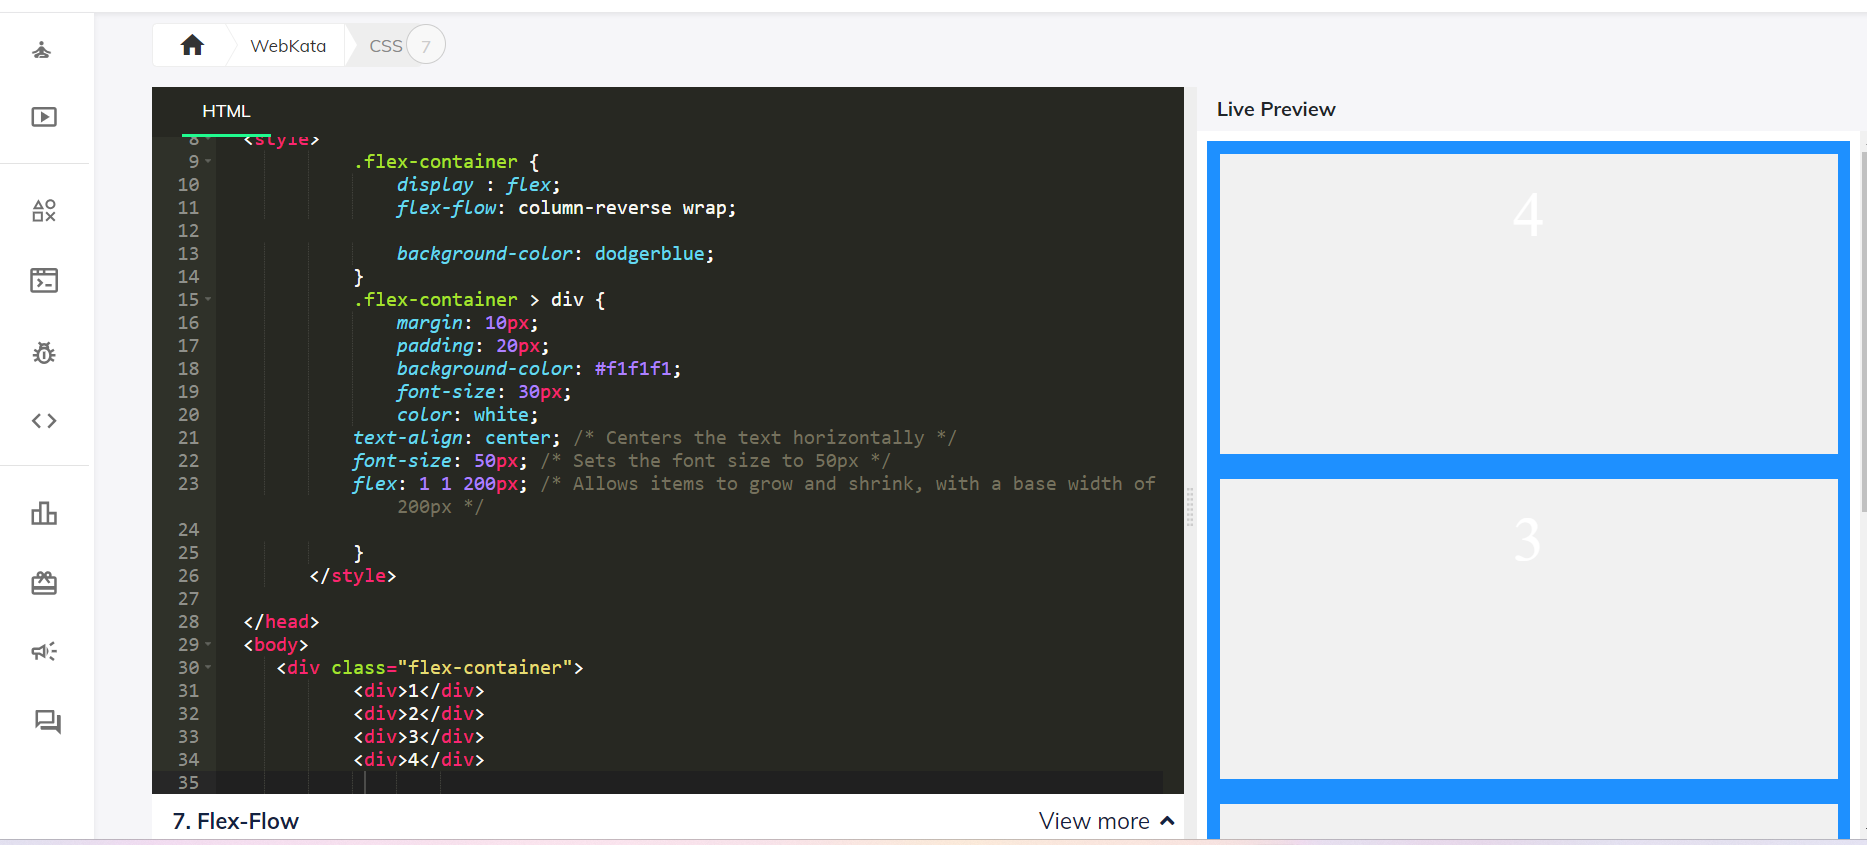 WebKata
CSS 7
HTML
Live Preview
8 <style>
9 .flex-container {
10 display : flex;
11 flex-flow: column-reverse wrap;
12
13 background-color: dodgerblue;
14 }
15 .flex-container > div {
16 margin: 10px;
17 padding: 20px;
18 background-color: #f1f1f1;
19 font-size: 30px;
20 color: white;
21 text-align: center; /* Centers the text horizontally */
22 font-size: 50px; /* Sets the font size to 50px */
23 flex: 1 1 200px; /* Allows items to grow and shrink, with a base width of
200px */
24
25 }
26 </style>
27
28 </head>
29 <body>
30 <div class="flex-container">
31 <div>1</div>
32 <div>2</div>
33 <div>3</div>
34 <div>4</div>
35
7. Flex-Flow
View more
4
3